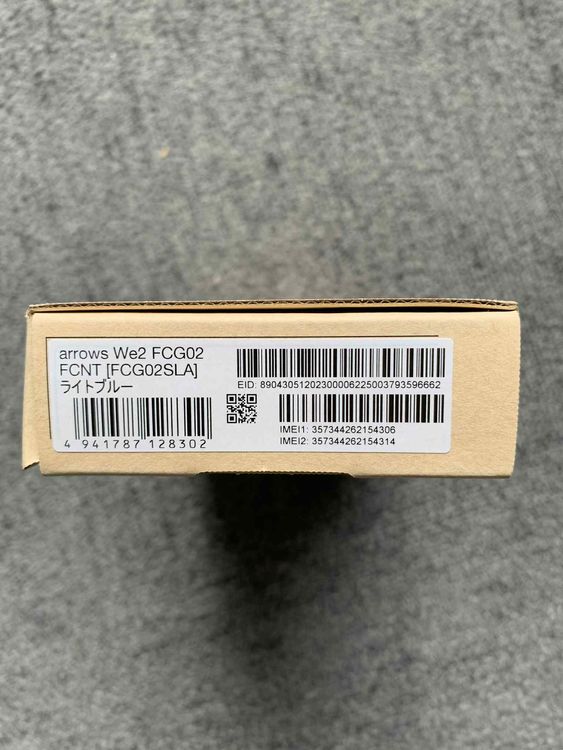 arrows We2 FCG02
FCNT [FCG02SLA]
ライトブルー
4 941787 128302
EID: 89043051202300006225003793596662
IMEI1: 357344262154306
IMEI2: 357344262154314